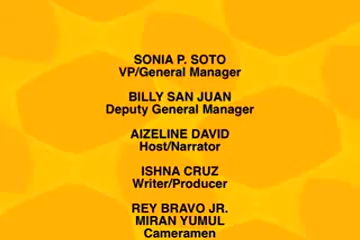 SONIA P. SOTO
VP/General Manager
BILLY SAN JUAN
Deputy General Manager
AIZELINE DAVID
Host/Narrator
ISHNA CRUZ
Writer/Producer
REY BRAVO JR.
MIRAN YUMUL
Cameramen